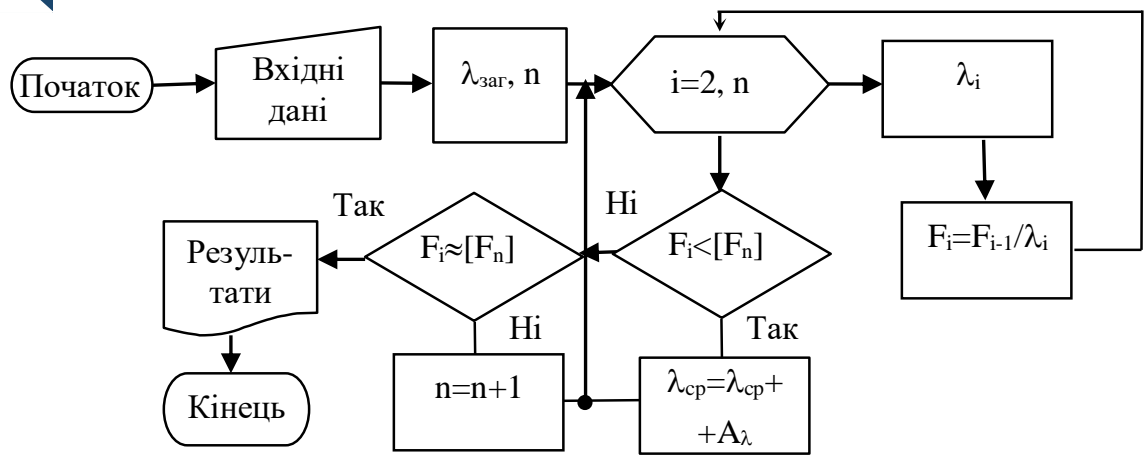 Початок
Вхідні
дані
λзаг, n
i=2, n
λi
Fi=Fi-1/λi
Fi<[Fn]
Ні
Так
λср=λср+
+Aλ
Fi≈[Fn]
Так
Ні
n=n+1
Резуль-
тати
Кінець